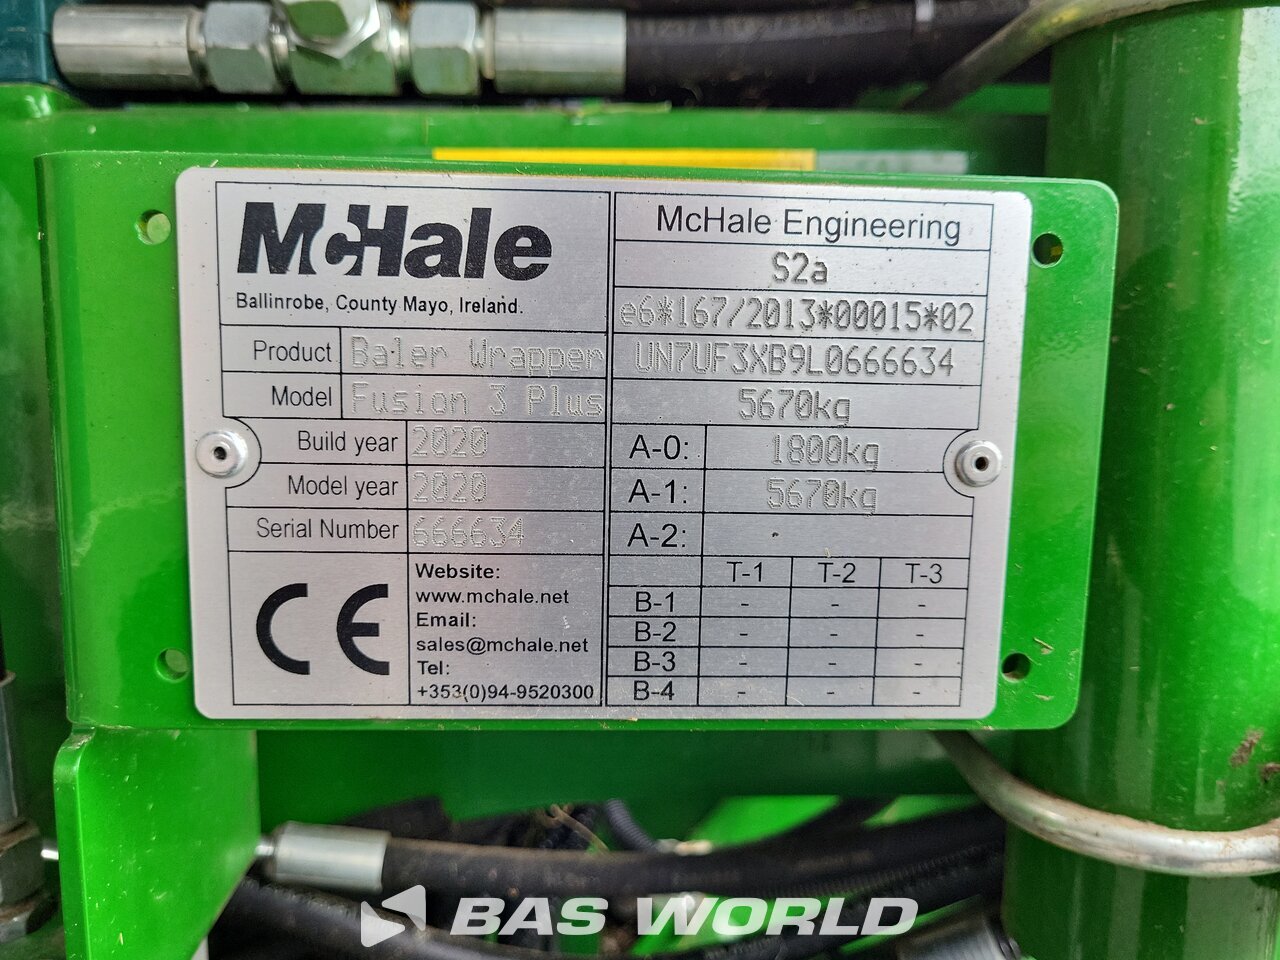 McHale
Ballinrobe, County Mayo, Ireland.
Product Baler Wrapper
Model Fusion 3 Plus
Build year 2020
Model year 2020
Serial Number 666634
CE
Website:
www.mchale.net
Email:
sales@mchale.net
Tel:
+353(0)94-9520300
McHale Engineering
S2a
e6*167/2013*00015*02
UN7UF3XB9L0666634
5670kg
A-0: 1800kg
A-1: 5670kg
A-2:
T-1 T-2 T-3
B-1 - - -
B-2 - - -
B-3 - - -
B-4 - - -
BAS WORLD